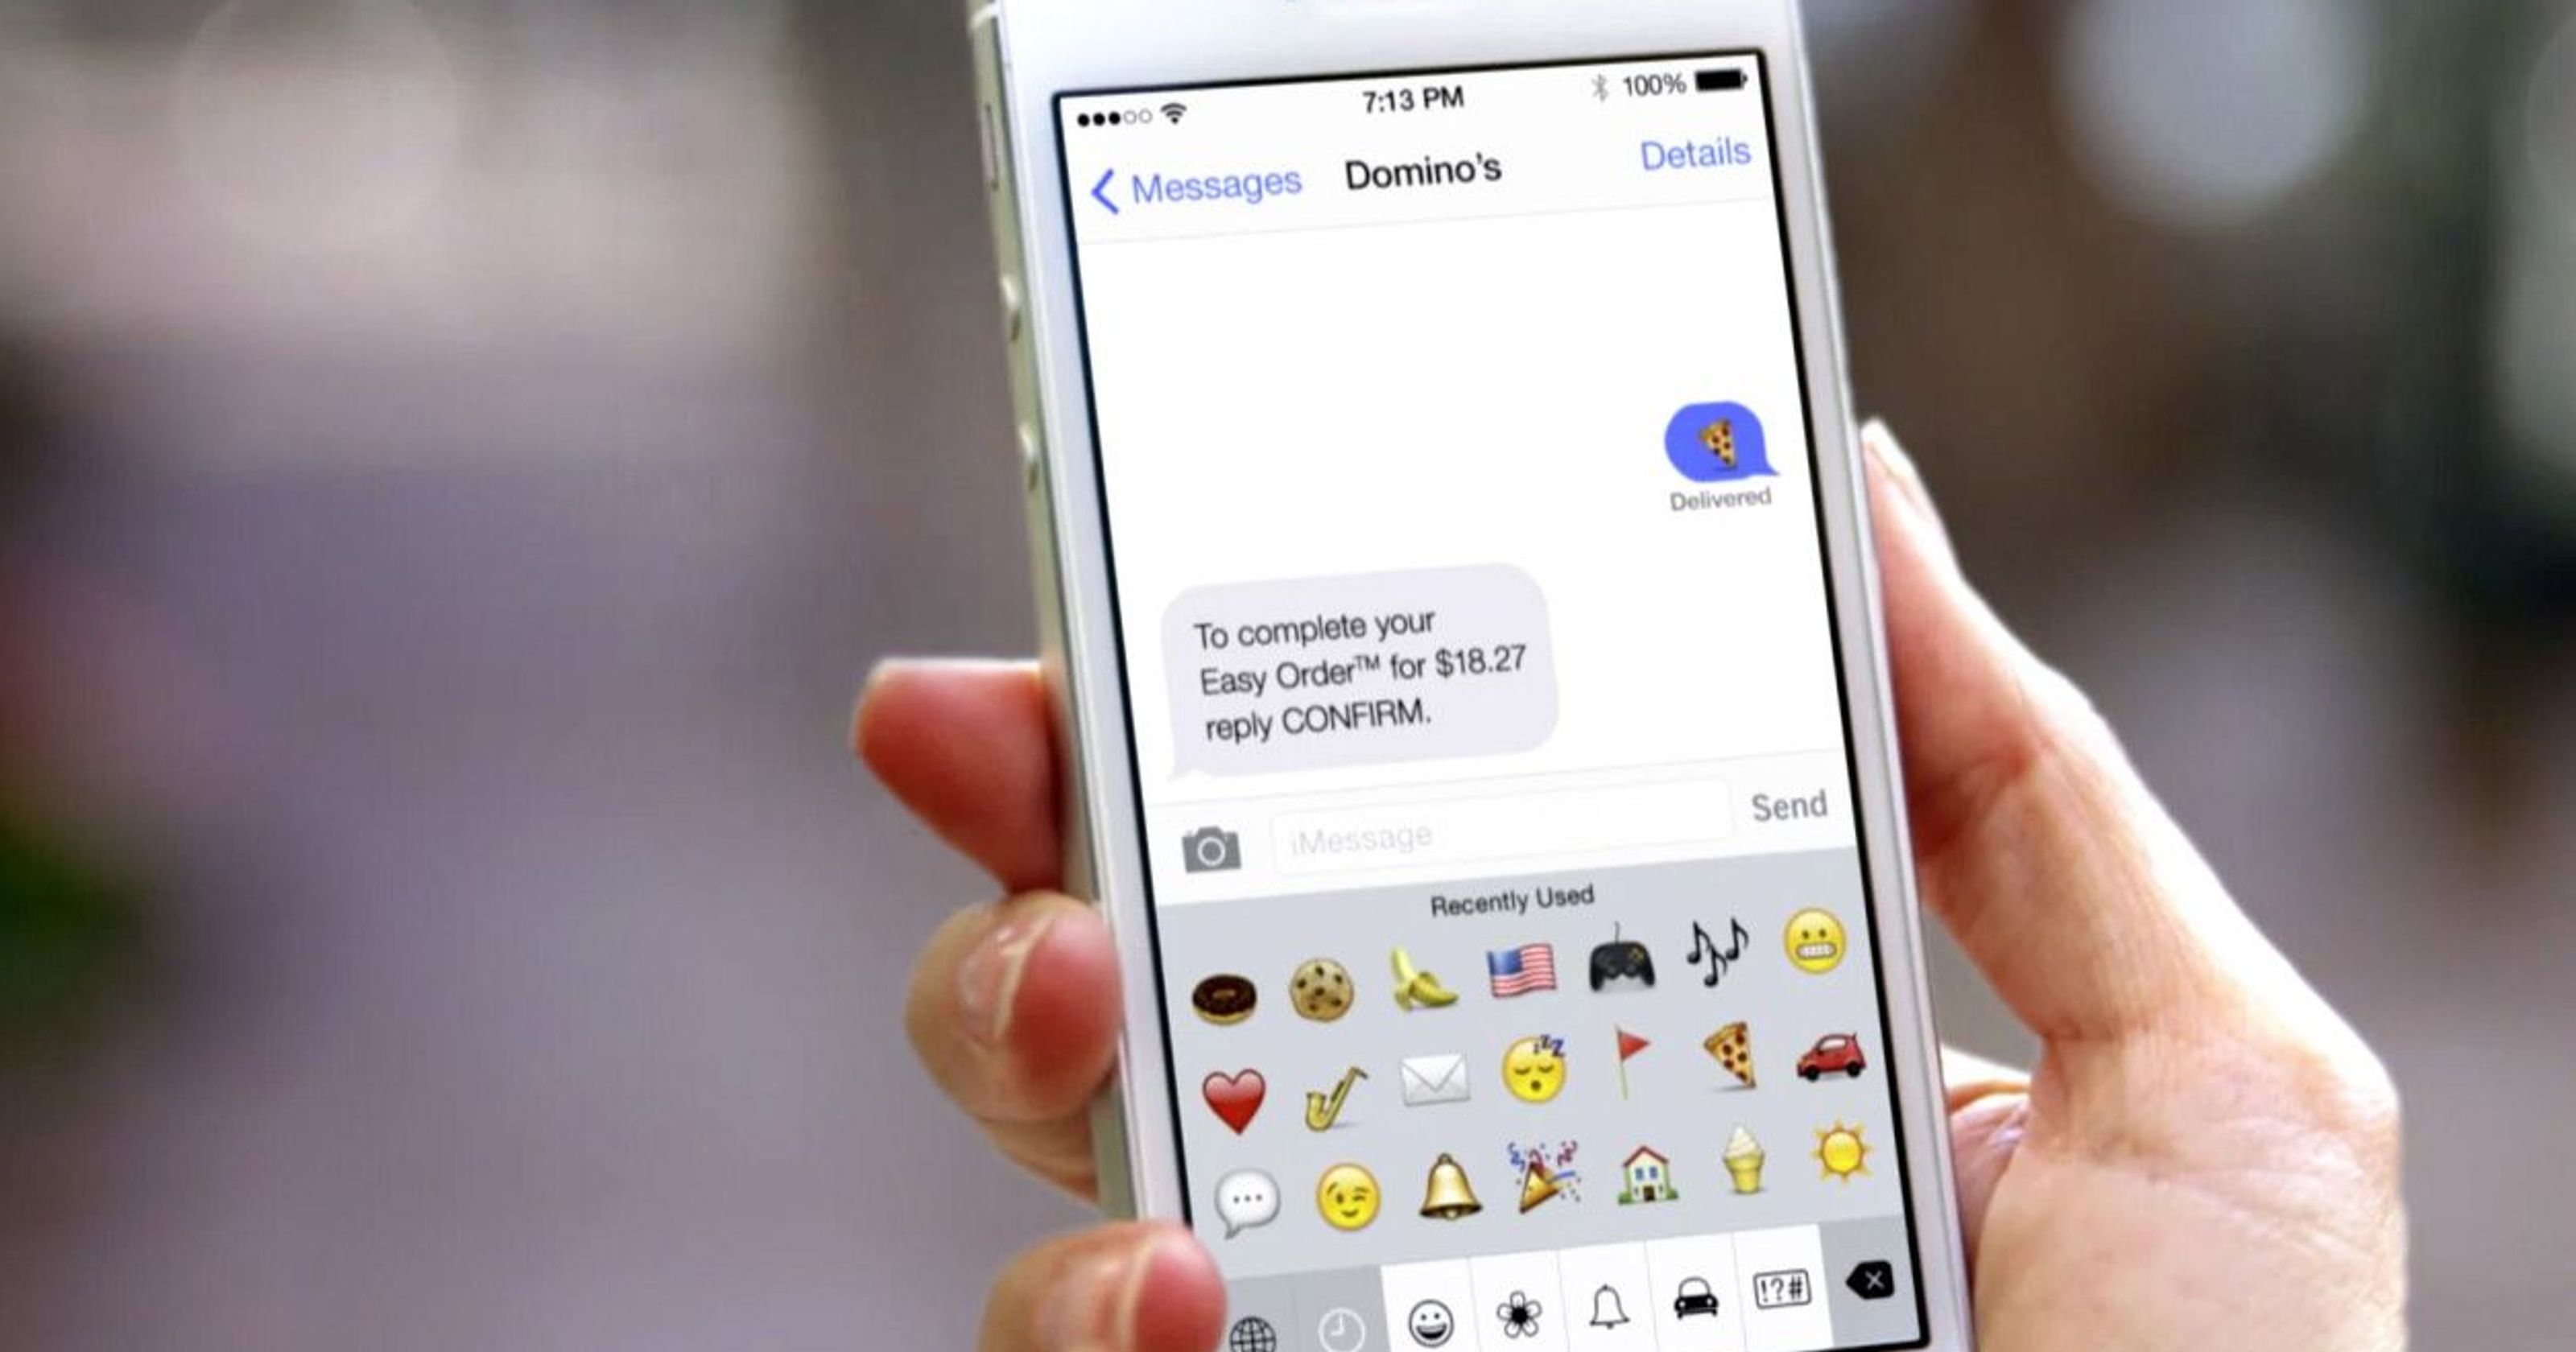 7:13 PM
100%
Messages
Domino's
Details
Delivered
To complete your
Easy Order™ for $18.27
reply CONFIRM.
iMessage
Send
Recently Used
!?#